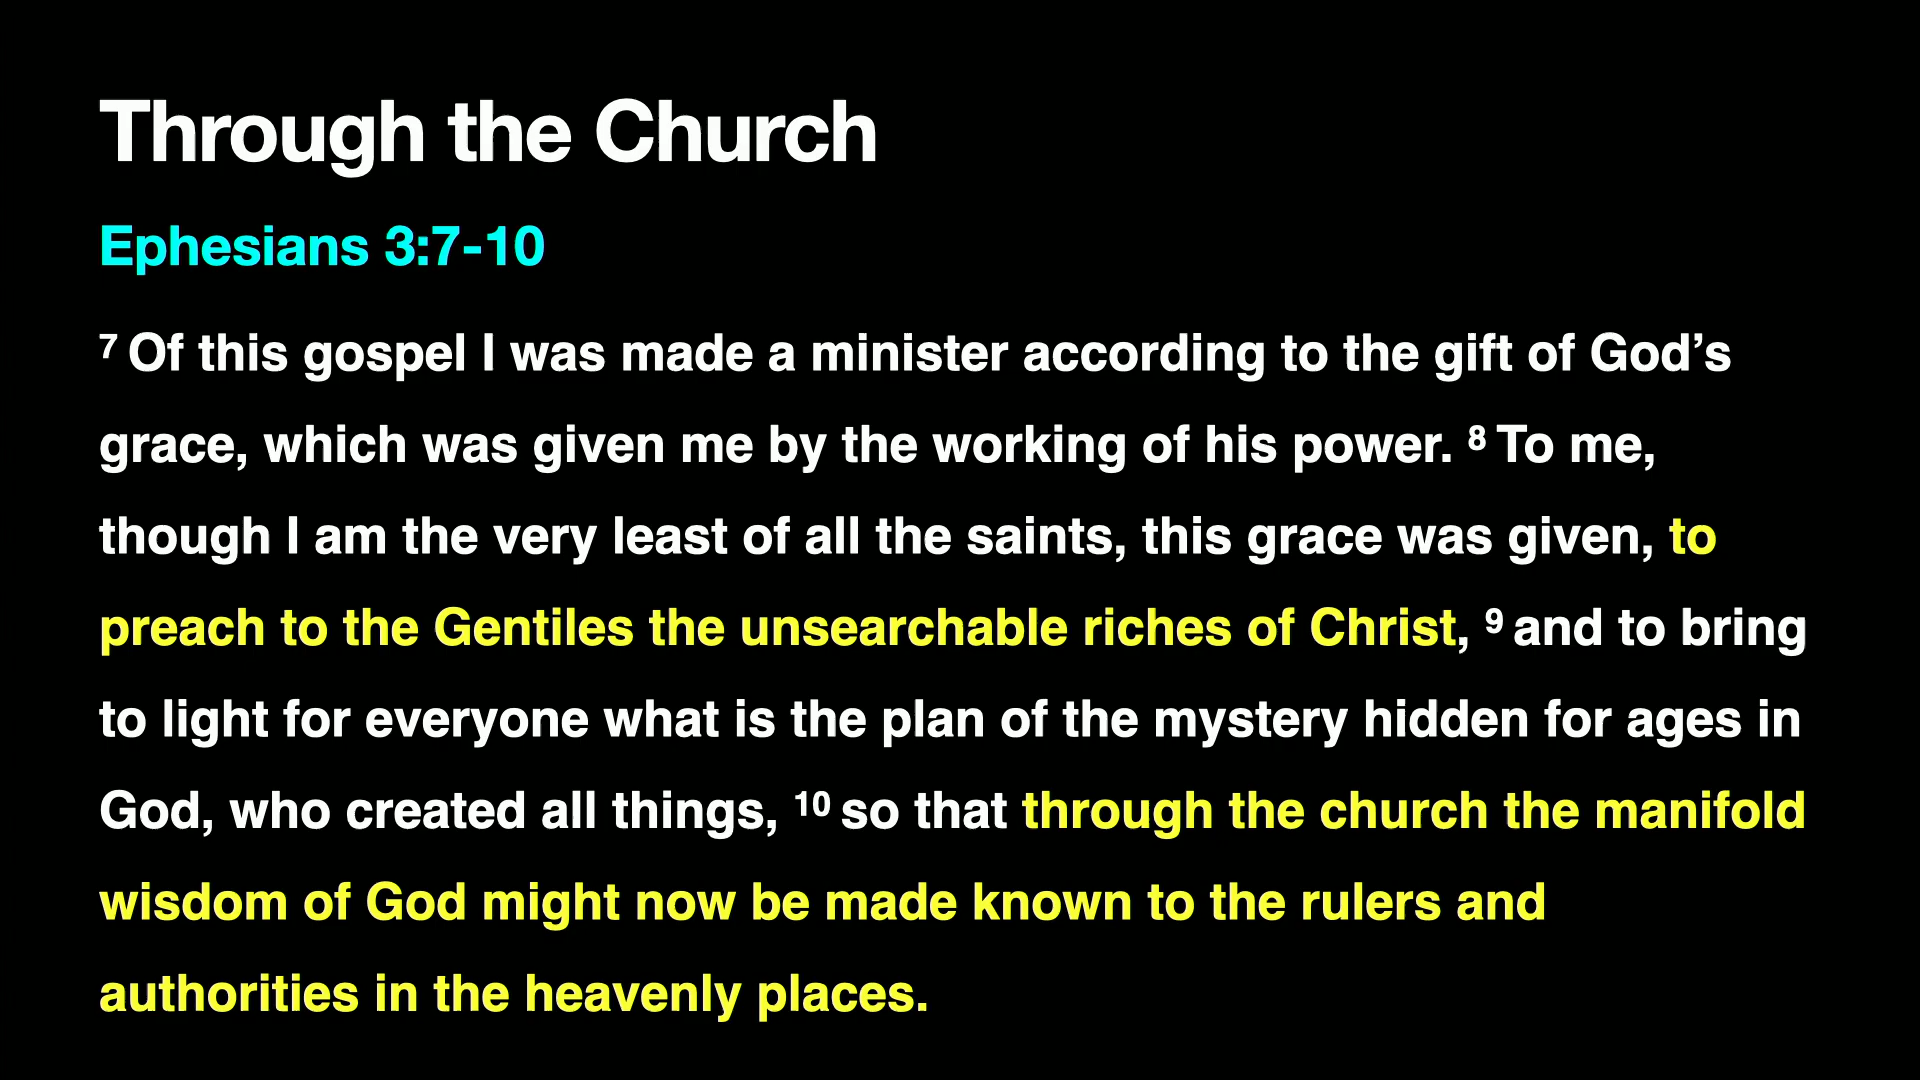 Through the Church
Ephesians 3:7-10
⁷ Of this gospel I was made a minister according to the gift of God’s
grace, which was given me by the working of his power. ⁸ To me,
though I am the very least of all the saints, this grace was given, to
preach to the Gentiles the unsearchable riches of Christ, ⁹ and to bring
to light for everyone what is the plan of the mystery hidden for ages in
God, who created all things, ¹⁰ so that through the church the manifold
wisdom of God might now be made known to the rulers and
authorities in the heavenly places.